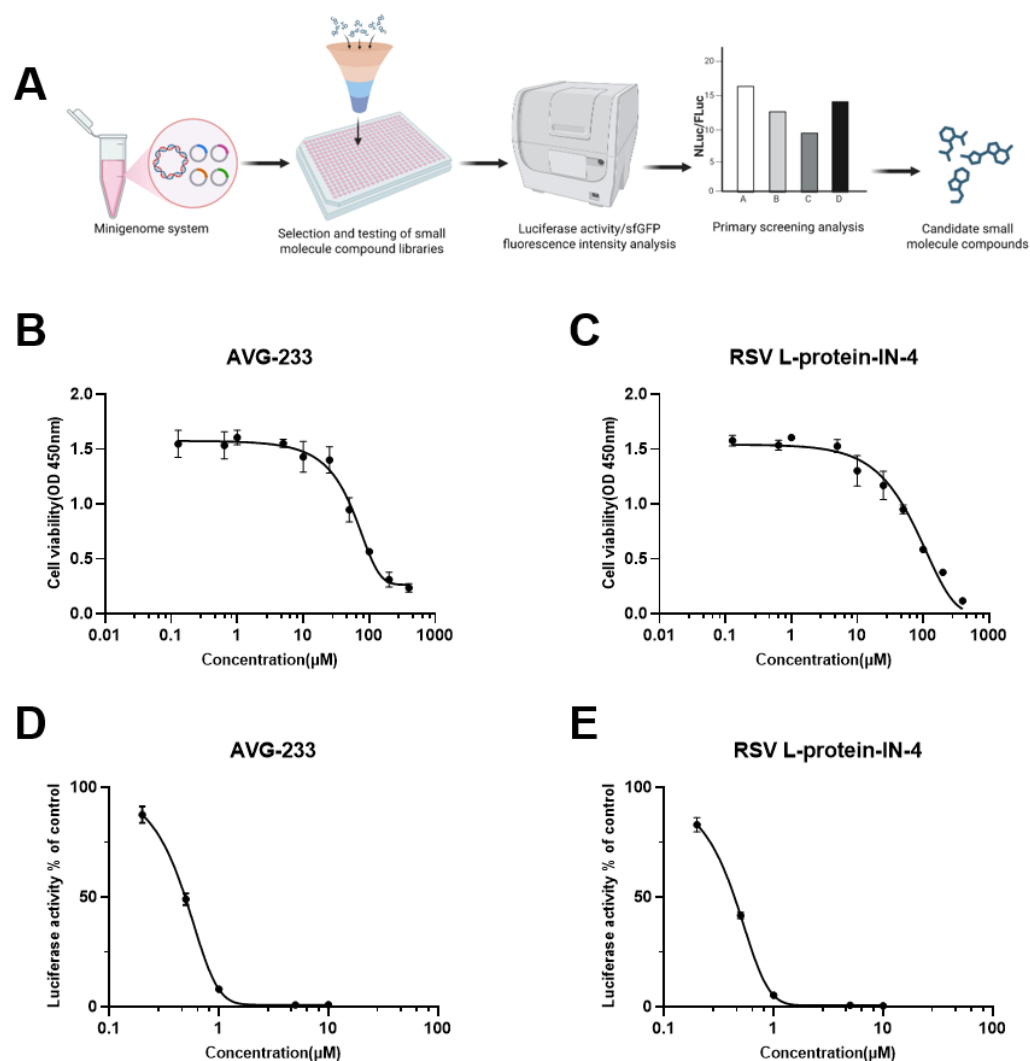 A
Minigenome system
Selection and testing of small
molecule compound libraries
Luciferase activity/sfGFP
fluorescence intensity analysis
NLuc/FLuc
20
15
10
5
0
A
B
C
D
Primary screening analysis
Candidate small
molecule compounds
B
AVG-233
Cell viability(OD 450nm)
2.0
1.5
1.0
0.5
0.0
0.01
0.1
1
10
100
1000
Concentration(μM)
C
RSV L-protein-IN-4
Cell viability(OD 450nm)
2.0
1.5
1.0
0.5
0.0
0.01
0.1
1
10
100
1000
Concentration(μM)
D
AVG-233
Luciferase activity % of control
100
50
0
0.1
1
10
100
Concentration(μM)
E
RSV L-protein-IN-4
Luciferase activity % of control
100
50
0
0.1
1
10
100
Concentration(μM)